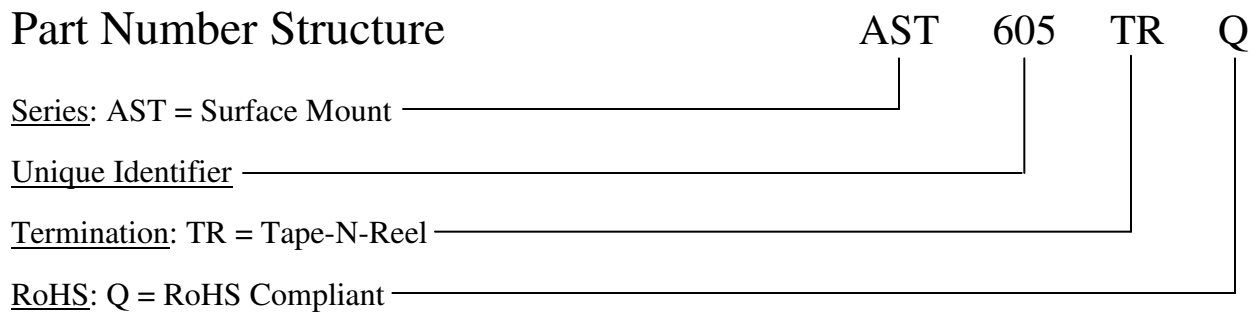 Part Number Structure AST 605 TR Q
Series: AST = Surface Mount
Unique Identifier
Termination: TR = Tape-N-Reel
RoHS: Q = RoHS Compliant